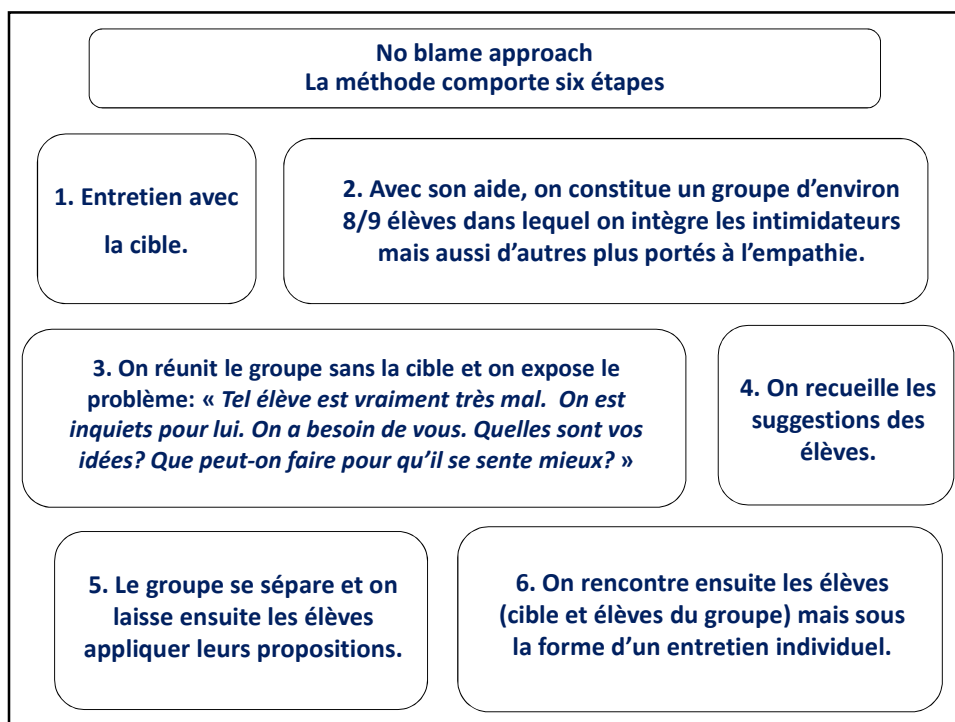 No blame approach
La méthode comporte six étapes
1. Entretien avec
la cible.
2. Avec son aide, on constitue un groupe d’environ
8/9 élèves dans lequel on intègre les intimidateurs
mais aussi d’autres plus portés à l’empathie.
3. On réunit le groupe sans la cible et on expose le
problème: « Tel élève est vraiment très mal. On est
inquiets pour lui. On a besoin de vous. Quelles sont vos
idées? Que peut-on faire pour qu’il se sente mieux? »
4. On recueille les
suggestions des
élèves.
5. Le groupe se sépare et on
laisse ensuite les élèves
appliquer leurs propositions.
6. On rencontre ensuite les élèves
(cible et élèves du groupe) mais sous
la forme d’un entretien individuel.